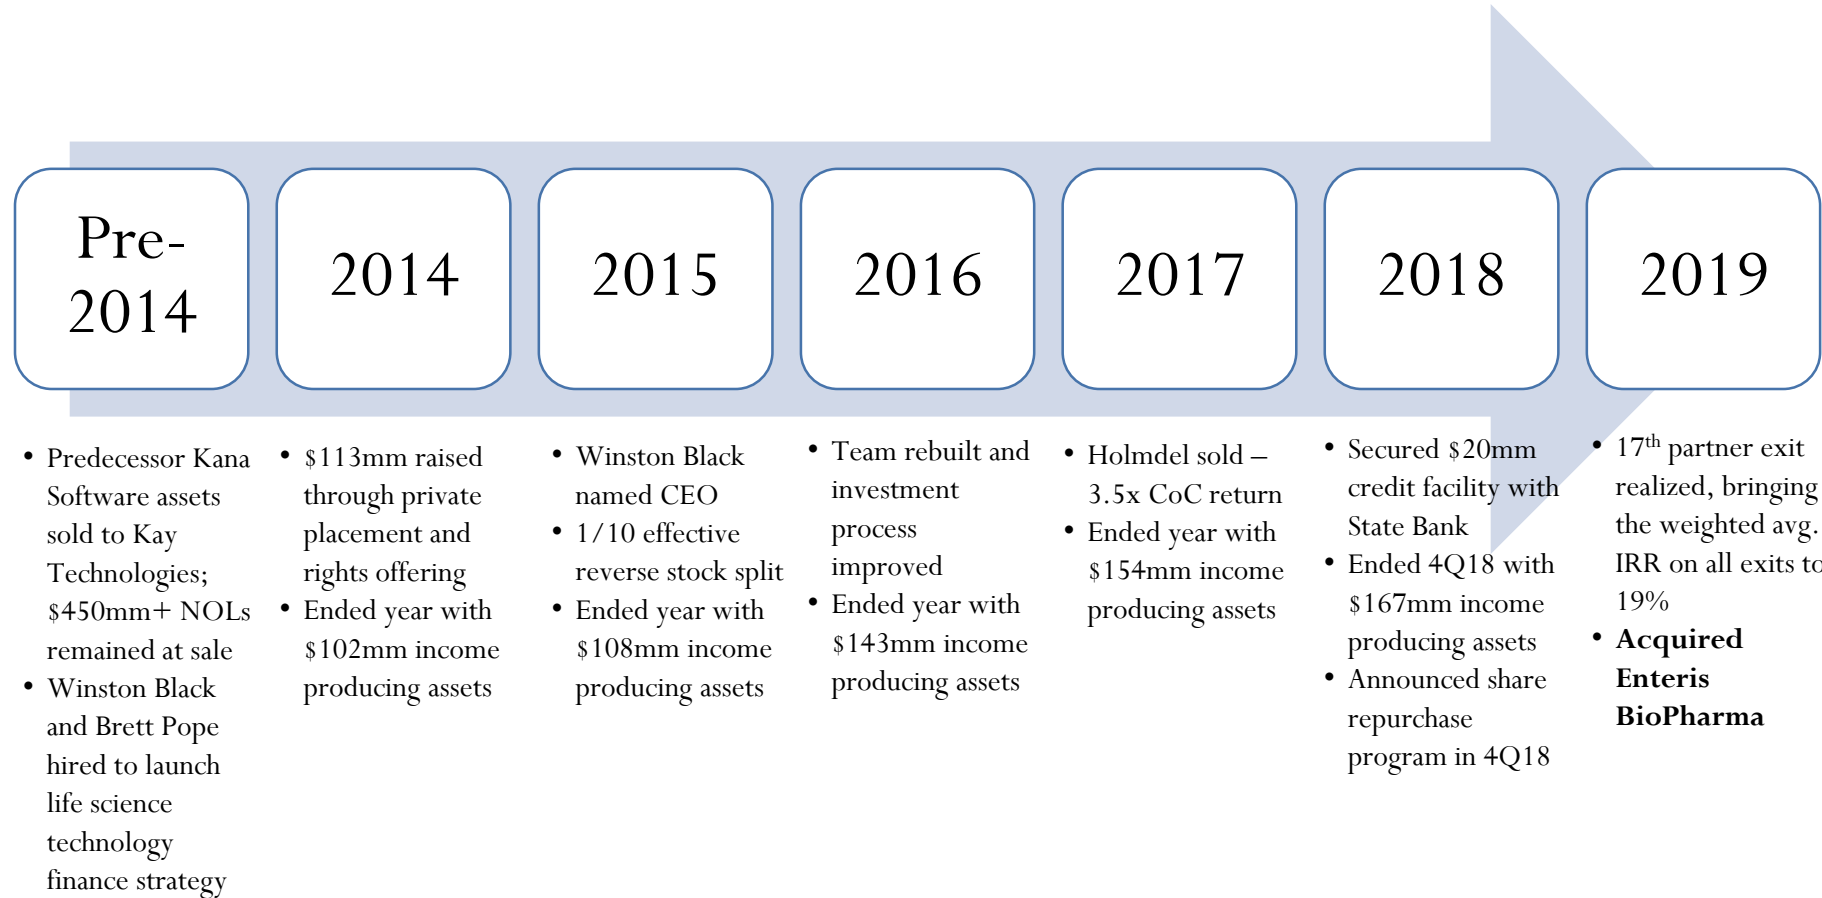 Pre-
2014
2014
2015
2016
2017
2018
2019
• Predecessor Kana
Software assets
sold to Kay
Technologies;
$450mm+ NOLs
remained at sale
• Winston Black
and Brett Pope
hired to launch
life science
technology
finance strategy
• $113mm raised
through private
placement and
rights offering
• Ended year with
$102mm income
producing assets
• Winston Black
named CEO
• 1/10 effective
reverse stock split
• Ended year with
$108mm income
producing assets
• Team rebuilt and
investment
process
improved
• Ended year with
$143mm income
producing assets
• Holmdel sold –
3.5x CoC return
• Ended year with
$154mm income
producing assets
• Secured $20mm
credit facility with
State Bank
• Ended 4Q18 with
$167mm income
producing assets
• Announced share
repurchase
program in 4Q18
• 17th partner exit
realized, bringing
the weighted avg.
IRR on all exits to
19%
• Acquired
Enteris
BioPharma